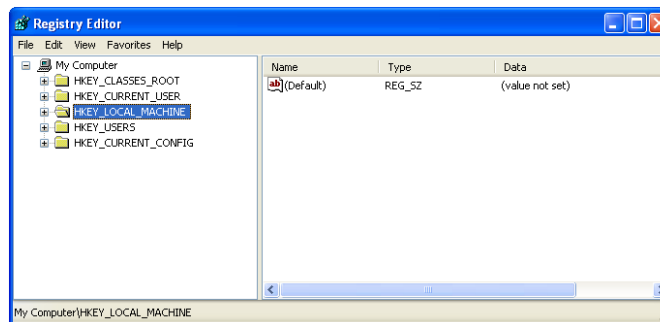 Registry Editor
File Edit View Favorites Help
My Computer
HKEY_CLASSES_ROOT
HKEY_CURRENT_USER
HKEY_LOCAL_MACHINE
HKEY_USERS
HKEY_CURRENT_CONFIG
Name Type Data
ab (Default) REG_SZ (value not set)
My Computer\HKEY_LOCAL_MACHINE